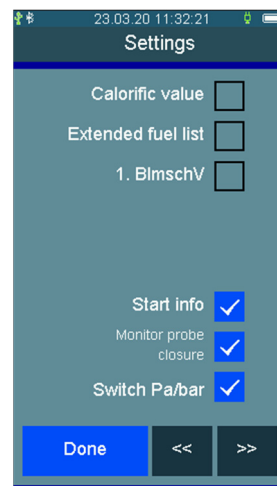 23.03.20 11:32:21
Settings
Calorific value
Extended fuel list
1. BImschV
Start info
Monitor probe
closure
Switch Pa/bar
Done << >>